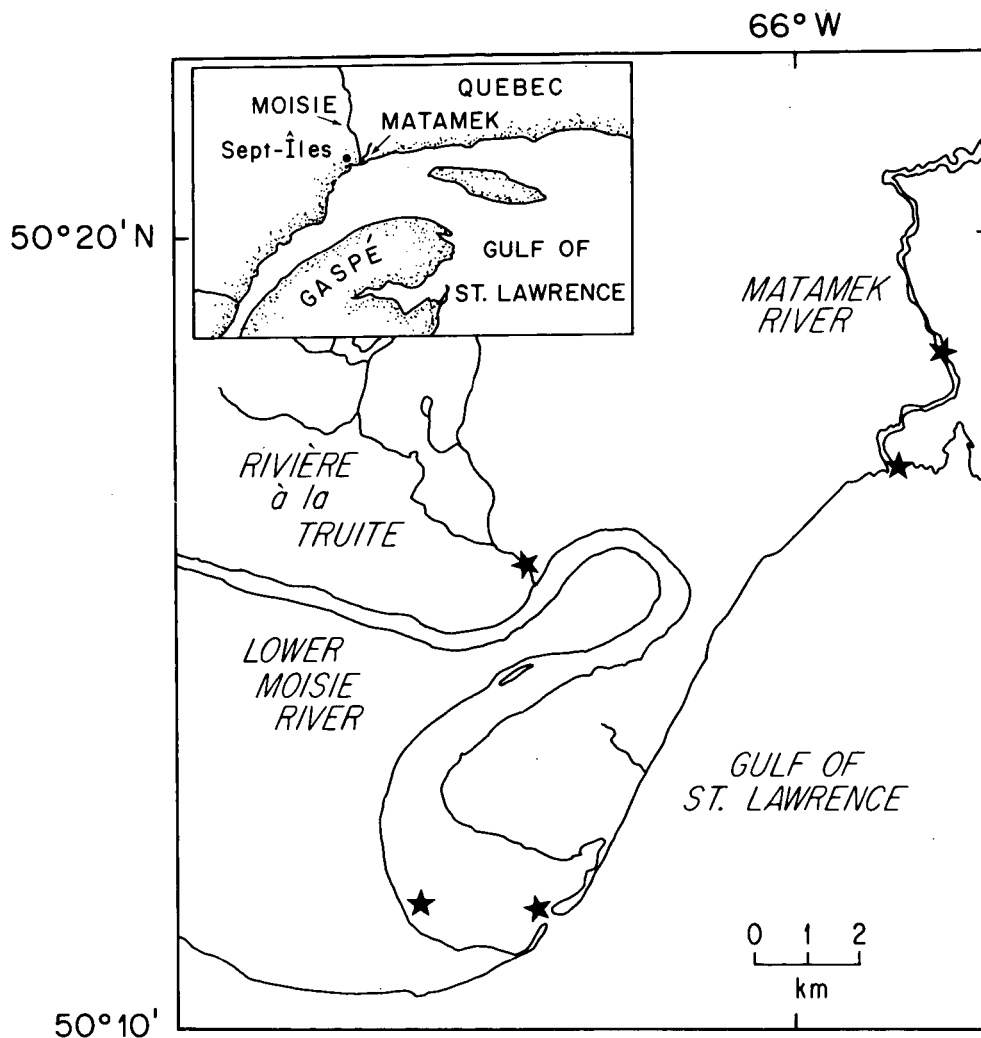 66° W
QUEBEC
MOISIE
MATAMEK
Sept-Îles
50° 20' N
GASPÉ
GULF OF
ST. LAWRENCE
MATAMEK
RIVER
RIVIÈRE
à la
TRUITE
LOWER
MOISIE
RIVER
GULF OF
ST. LAWRENCE
0 1 2
km
50° 10'